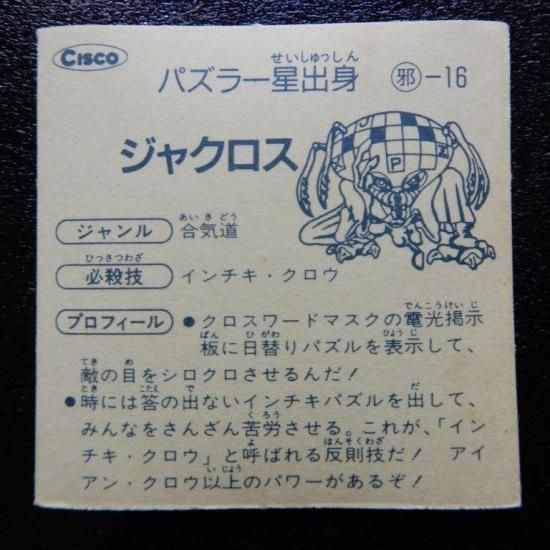 CISCO
せいしゅっしん
パズラー星出身 邪-16
ジャクロス
J P Z
あいきどう
ジャンル 合気道
ひっさつわざ
必殺技 インチキ・クロウ
でんこうけいじ
プロフィール ●クロスワードマスクの電光掲示
ばん ひがわ ひょうじ
板に日替りパズルを表示して、
てき め
敵の目をシロクロさせるんだ!
とき こたえ で だ
●時には答の出ないインチキパズルを出して、
くろう
みんなをさんざん苦労させる。これが、「イン
よ はんそくわざ
チキ・クロウ」と呼ばれる反則技だ! アイ
いじょう
アン・クロウ以上のパワーがあるぞ!